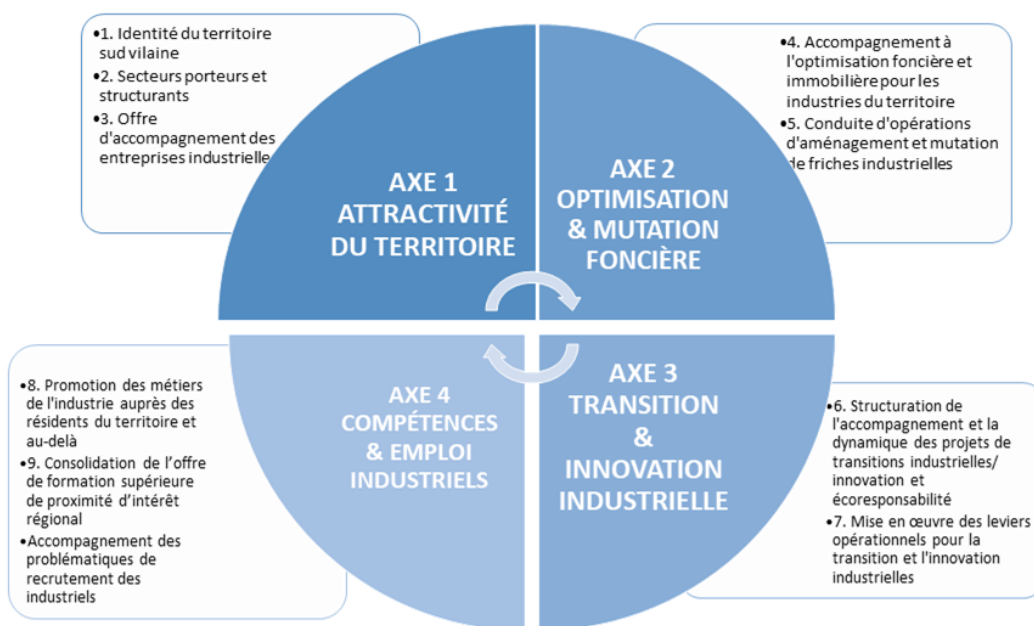 •1. Identité du territoire
sud vilaine
•2. Secteurs porteurs et
structurants
•3. Offre
d'accompagnement des
entreprises industrielle
AXE 1
ATTRACTIVITÉ
DU TERRITOIRE
•4. Accompagnement à
l'optimisation foncière et
immobilière pour les
industries du territoire
•5. Conduite d'opérations
d'aménagement et mutation
de friches industrielles
AXE 2
OPTIMISATION
& MUTATION
FONCIÈRE
•8. Promotion des métiers
de l'industrie auprès des
résidents du territoire et
au-delà
•9. Consolidation de l’offre
de formation supérieure
de proximité d’intérêt
régional
•Accompagnement des
problématiques de
recrutement des
industriels
AXE 4
COMPÉTENCES
& EMPLOI
INDUSTRIELS
AXE 3
TRANSITION
&
INNOVATION
INDUSTRIELLE
•6. Structuration de
l'accompagnement et la
dynamique des projets de
transitions industrielles/
innovation et
écoresponsabilité
•7. Mise en œuvre des leviers
opérationnels pour la
transition et l'innovation
industrielles